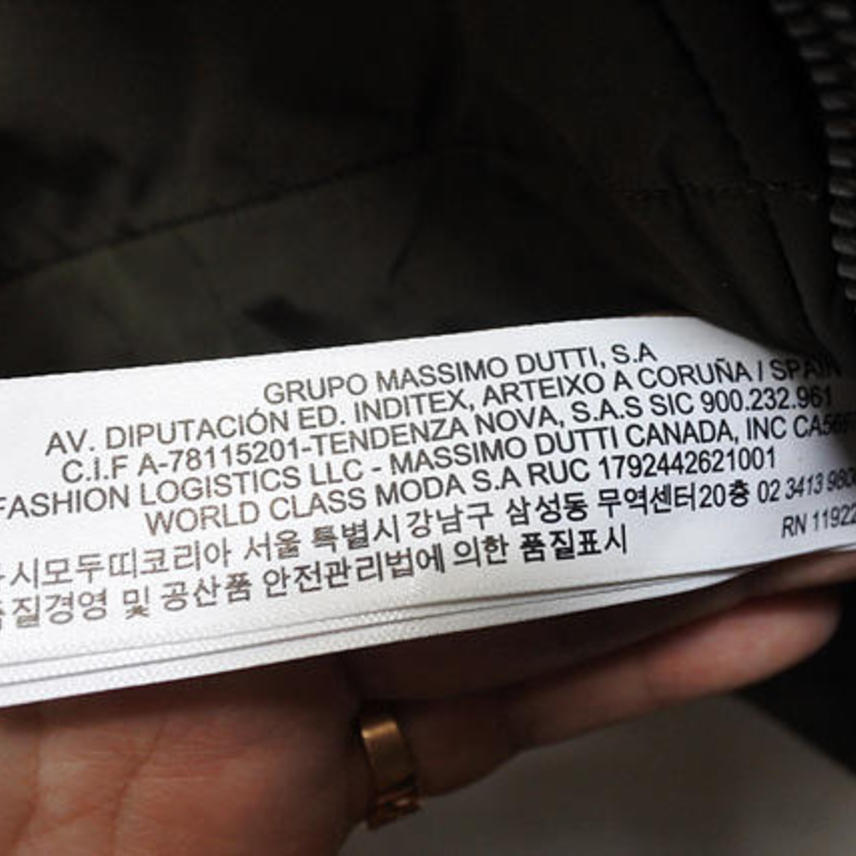 GRUPO MASSIMO DUTTI, S.A
AV. DIPUTACIÓN ED. INDITEX, ARTEIXO A CORUÑA / SPAIN
C.I.F A-78115201-TENDENZA NOVA, S.A.S SIC 900.232.961
FASHION LOGISTICS LLC - MASSIMO DUTTI CANADA, INC
WORLD CLASS MODA S.A RUC 1792442621001
시모두띠코리아 서울 특별시 강남구 삼성동 무역센터20층 02 3413
질경영 및 공산품 안전관리법에 의한 품질표시
RN